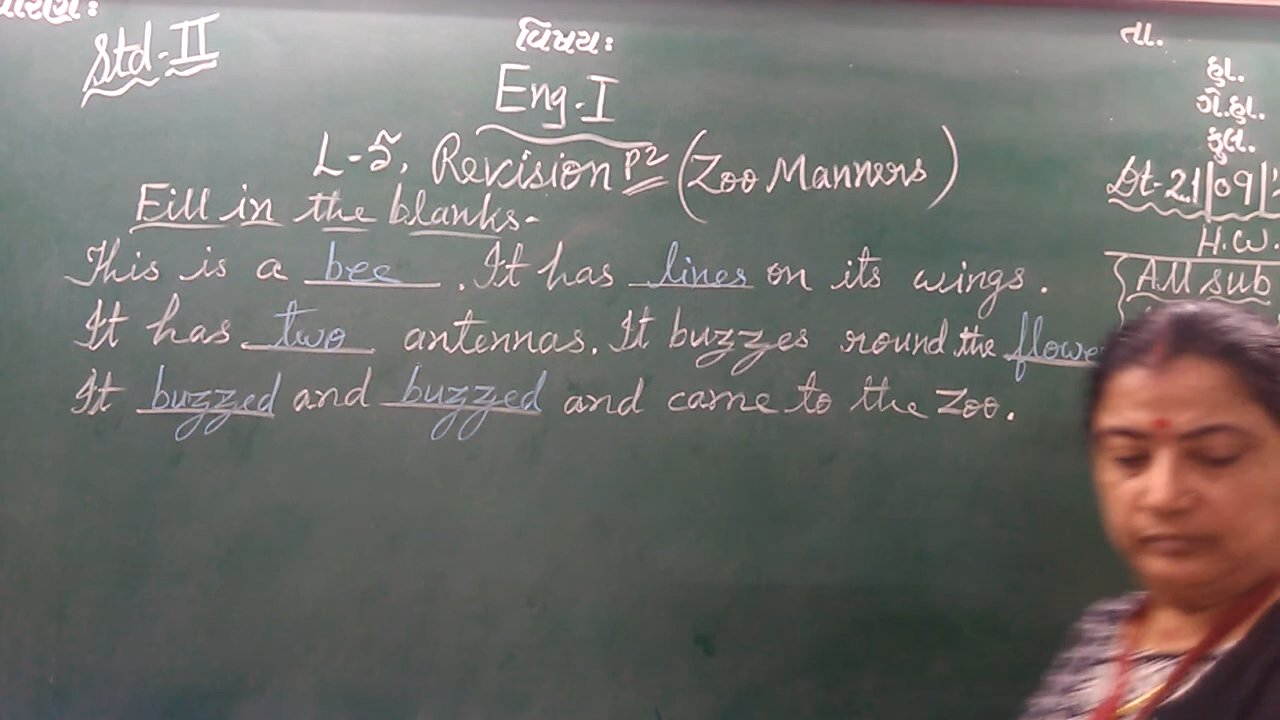 Std-II
વિષય:
તા.
Eng-I
હા.
ગે.હા.
કુલ.
L-5. Revision P2 (Zoo Manners)
Dt-21/09/
H.W.
All sub
Fill in the blanks-
This is a bee. It has lines on its wings.
It has two antennas. It buzzes round the flowe
It buzzed and buzzed and came to the Zoo.